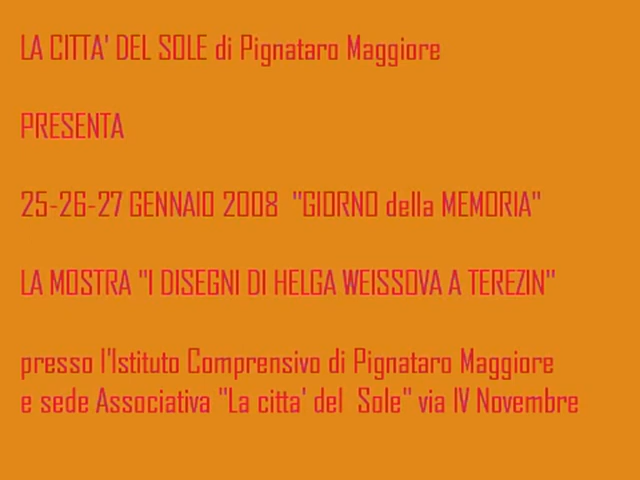 LA CITTA' DEL SOLE di Pignataro Maggiore
PRESENTA
25-26-27 GENNAIO 2008 "GIORNO della MEMORIA"
LA MOSTRA "I DISEGNI DI HELGA WEISSOVA A TEREZIN"
presso l'Istituto Comprensivo di Pignataro Maggiore
e sede Associativa "La citta' del Sole" via IV Novembre